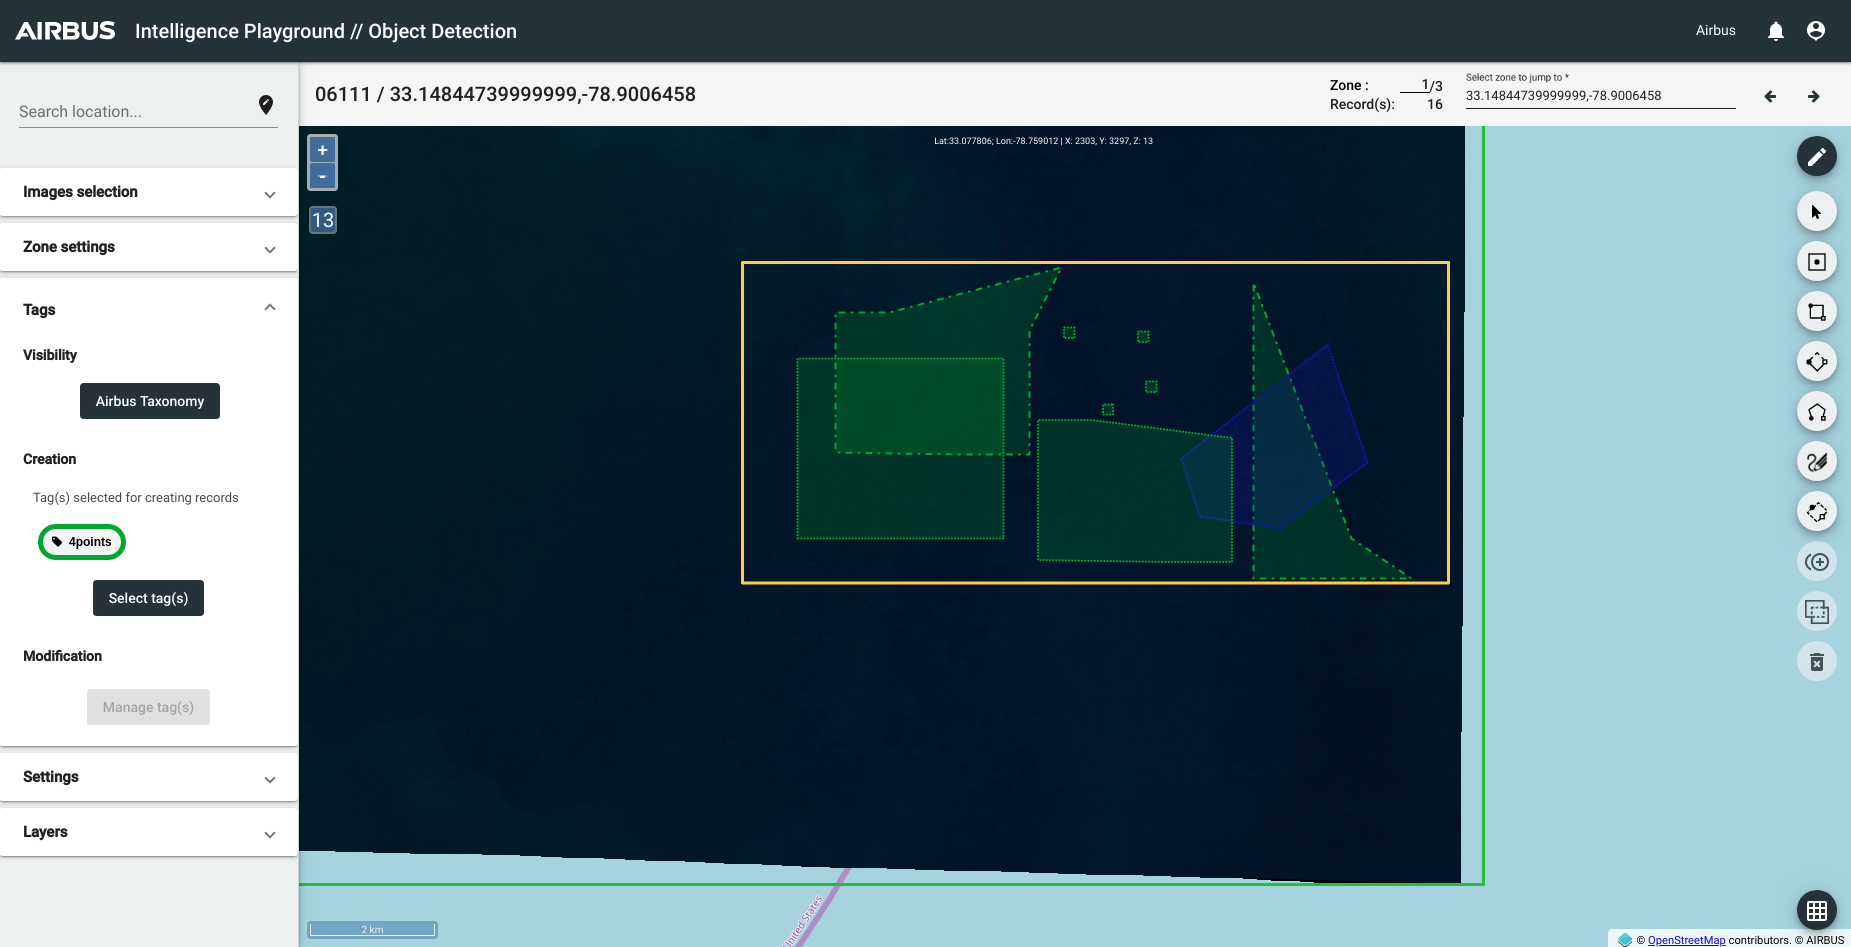 AIRBUS Intelligence Playground // Object Detection
Airbus
Search location...
06111 / 33.14844739999999,-78.9006458
Zone : 1/3
Record(s): 16
Select zone to jump to *
33.14844739999999,-78.9006458
Lat:33.077806; Lon:-78.759012 | X: 2303, Y: 3297, Z: 13
+
-
13
Images selection
Zone settings
Tags
Visibility
Airbus Taxonomy
Creation
Tag(s) selected for creating records
4points
Select tag(s)
Modification
Manage tag(s)
Settings
Layers
United States
2 km
© OpenStreetMap contributors. © AIRBUS